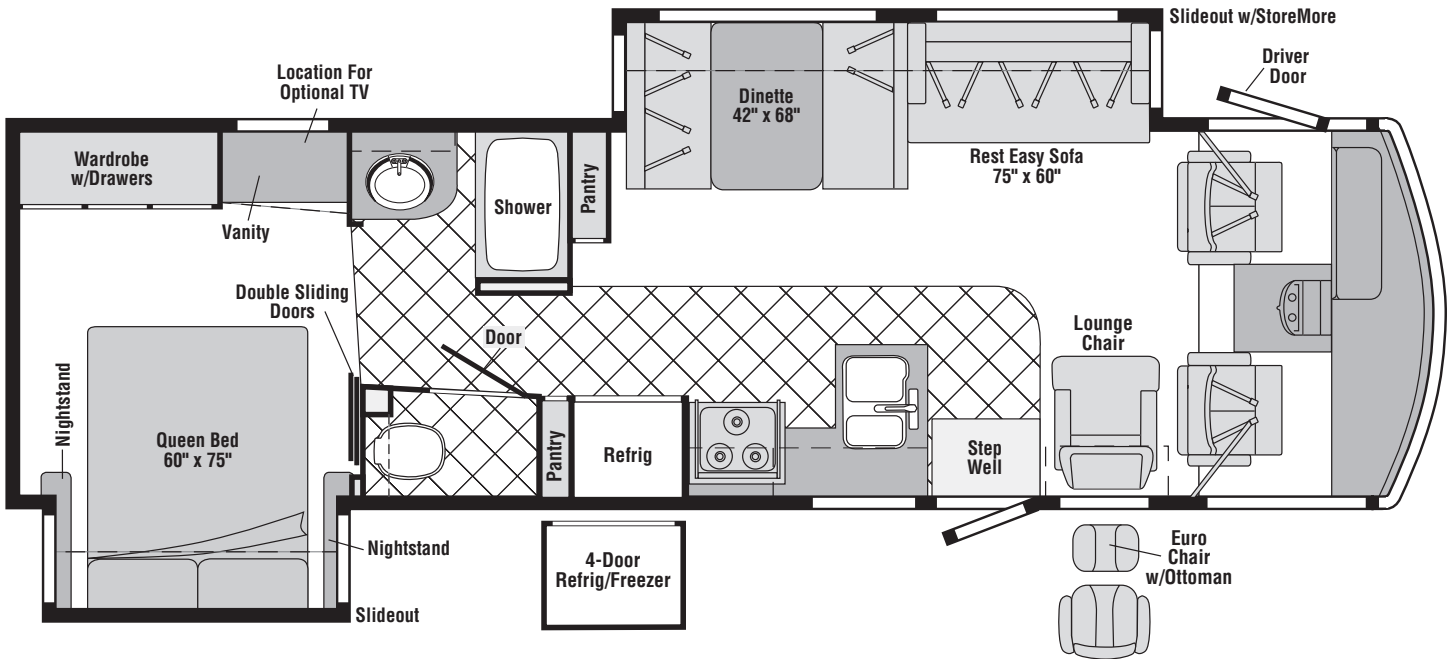 Slideout w/StoreMore
Driver
Door
Location For
Optional TV
Dinette
42" x 68"
Wardrobe
w/Drawers
Rest Easy Sofa
75" x 60"
Pantry
Shower
Vanity
Double Sliding
Doors
Door
Lounge
Chair
Nightstand
Queen Bed
60" x 75"
Pantry
Refrig
Step
Well
Nightstand
4-Door
Refrig/Freezer
Euro
Chair
w/Ottoman
Slideout